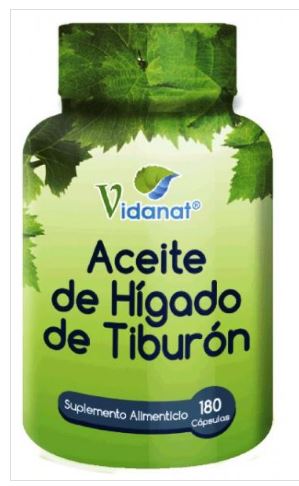 Vidanat®
Aceite
de Hígado
de Tiburón
Suplemento Alimenticio
180
Cápsulas